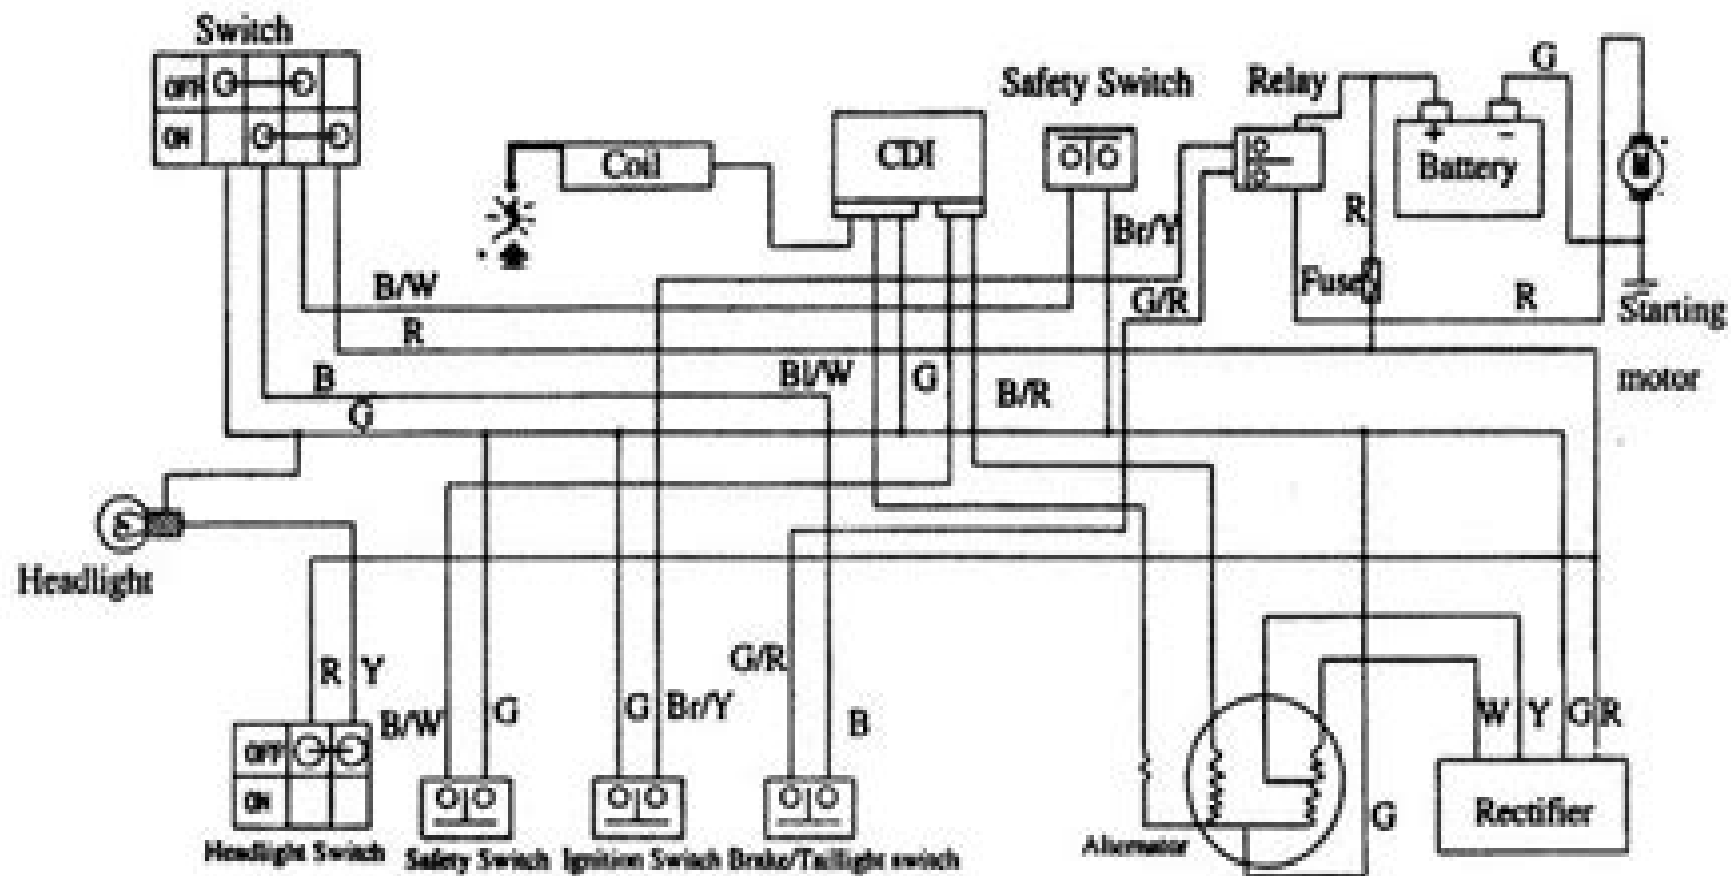 Switch
OFF
ON
Coil
CDI
Safety Switch
Relay
G
+ -
Battery
M
Br/Y
R
B/W
G/R
Fuse
R
Starting
motor
R
B
Bl/W
G
B/R
G
Headlight
R Y
B/W
G
G Br/Y
G/R
B
W Y G R
OFF
ON
G
Rectifier
Headlight Switch
Safety Switch
Ignition Switch
Brake/Taillight switch
Alternator